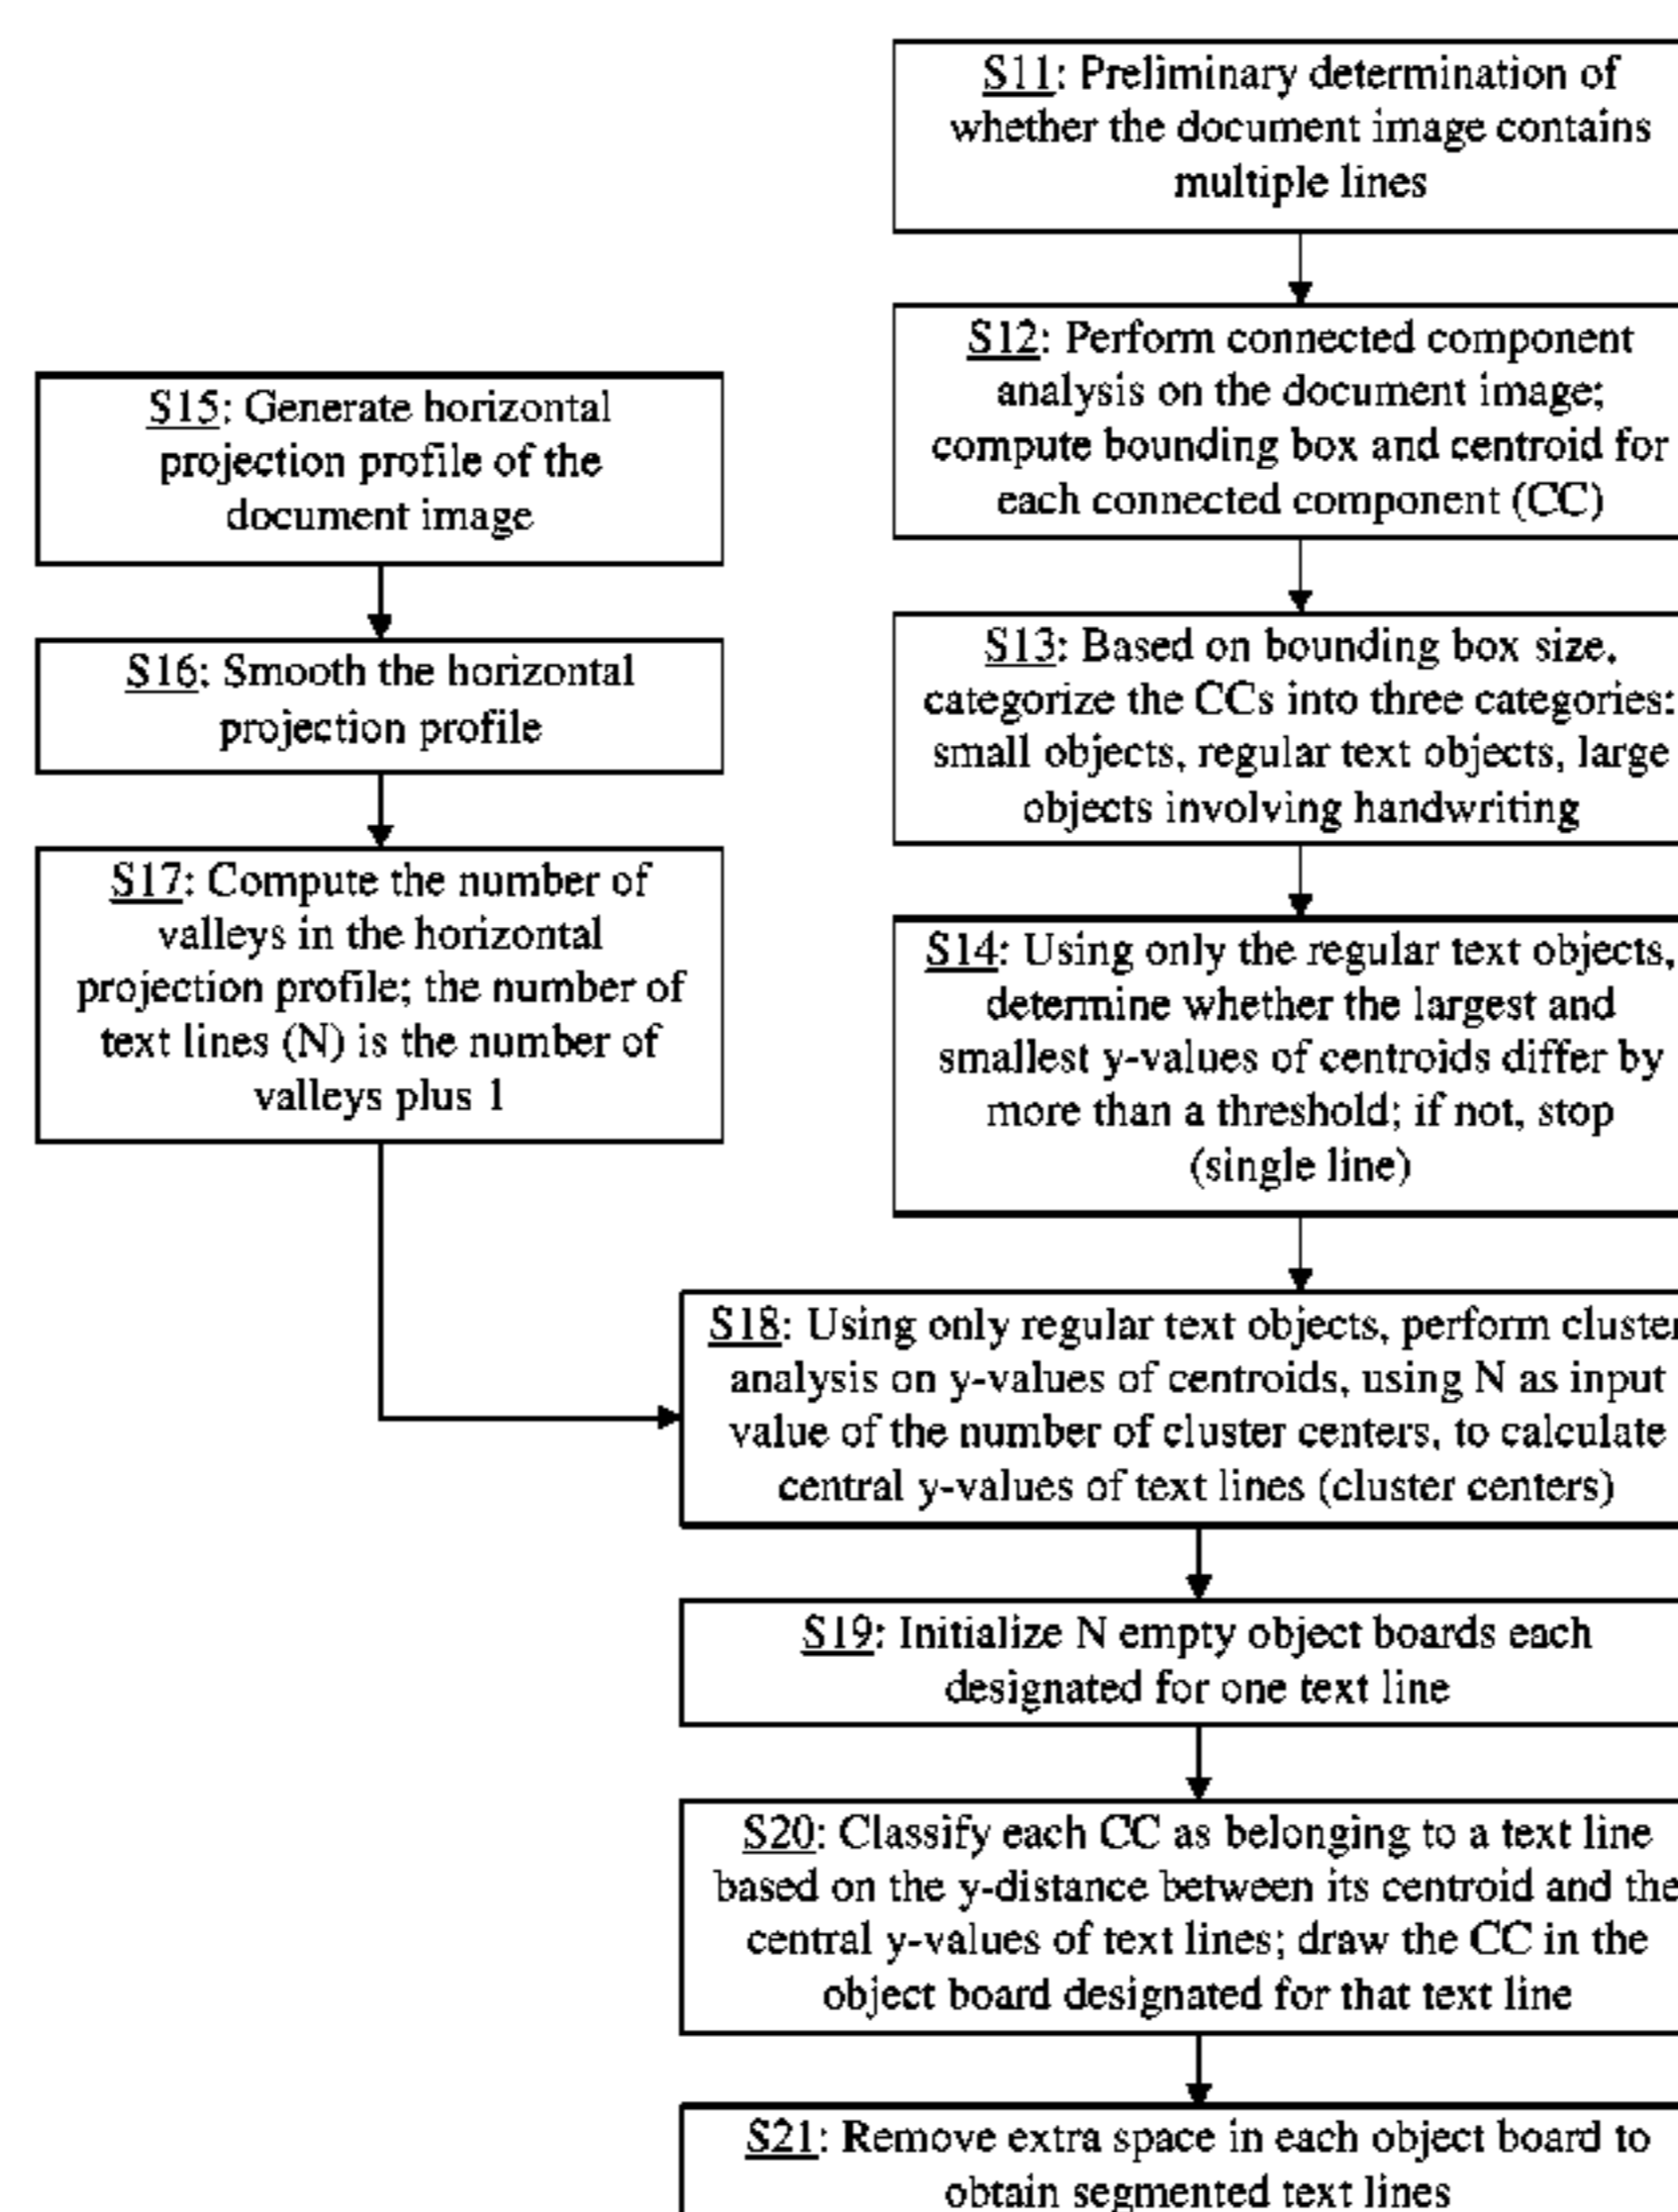 S11: Preliminary determination of
whether the document image contains
multiple lines
S12: Perform connected component
analysis on the document image;
compute bounding box and centroid for
each connected component (CC)
S13: Based on bounding box size,
categorize the CCs into three categories:
small objects, regular text objects, large
objects involving handwriting
S14: Using only the regular text objects,
determine whether the largest and
smallest y-values of centroids differ by
more than a threshold; if not, stop
(single line)
S15: Generate horizontal
projection profile of the
document image
S16: Smooth the horizontal
projection profile
S17: Compute the number of
valleys in the horizontal
projection profile; the number of
text lines (N) is the number of
valleys plus 1
S18: Using only regular text objects, perform cluster
analysis on y-values of centroids, using N as input
value of the number of cluster centers, to calculate
central y-values of text lines (cluster centers)
S19: Initialize N empty object boards each
designated for one text line
S20: Classify each CC as belonging to a text line
based on the y-distance between its centroid and the
central y-values of text lines; draw the CC in the
object board designated for that text line
S21: Remove extra space in each object board to
obtain segmented text lines